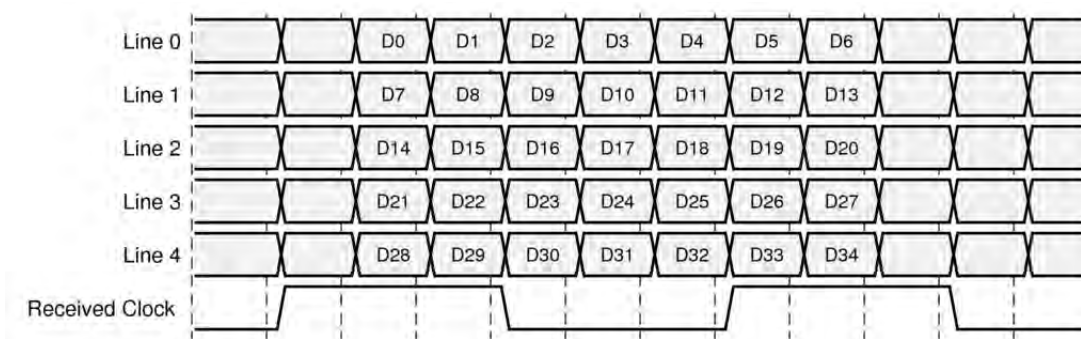 Line 0 D0 D1 D2 D3 D4 D5 D6
Line 1 D7 D8 D9 D10 D11 D12 D13
Line 2 D14 D15 D16 D17 D18 D19 D20
Line 3 D21 D22 D23 D24 D25 D26 D27
Line 4 D28 D29 D30 D31 D32 D33 D34
Received Clock